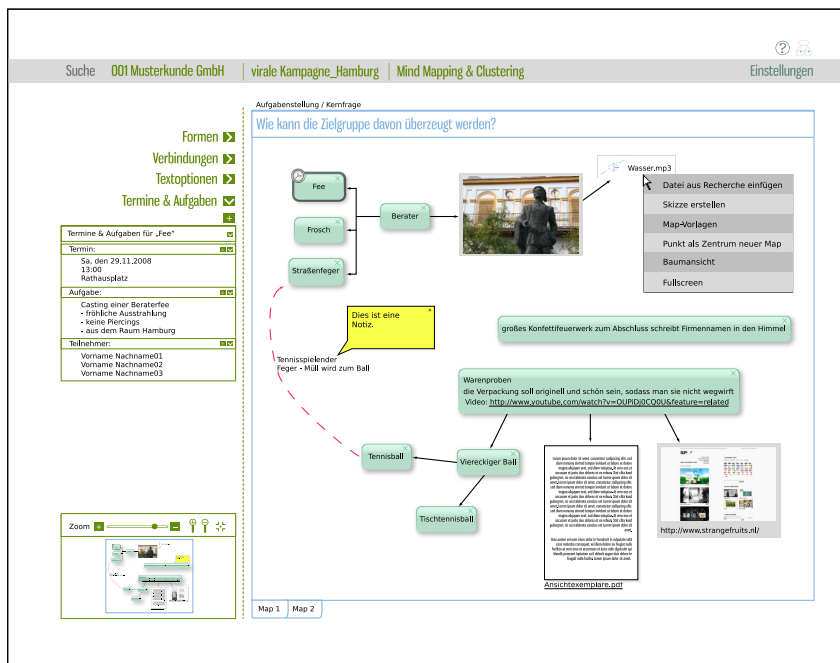 ?
Suche 001 Musterkunde GmbH virale Kampagne_Hamburg Mind Mapping & Clustering Einstellungen
Formen
Verbindungen
Textoptionen
Termine & Aufgaben
+
Termine & Aufgaben für „Fee“
Termin:
Sa, den 29,11.2008
13:00
Rathausplatz
Aufgabe:
Casting einer Beraterfee
- fröhliche Ausstrahlung
- keine Piercings
- aus dem Raum Hamburg
Teilnehmer:
Vorname Nachname01
Vorname Nachname02
Vorname Nachname03
Zoom
Aufgabenstellung / Kernfrage
Wie kann die Zielgruppe davon überzeugt werden?
Fee
Frosch
Straßenfeger
Berater
Wasser.mp3
Datei aus Recherche einfügen
Skizze erstellen
Map-Vorlagen
Punkt als Zentrum neuer Map
Baumansicht
Fullscreen
Dies ist eine
Notiz.
Tennisspielender
Feger - Müll wird zum Ball
großes Konfettifeuerwerk zum Abschluss schreibt Firmennamen in den Himmel
Warenproben
die Verpackung soll originell und schön sein, sodass man sie nicht wegwirft
Video: http://www.youtube.com/watch?v=OUPiDj0CQ0U&feature=related
Tennisball
Viereckiger Ball
Tischtennisball
Ansichtexemplare.pdf
http://www.strangefruits.nl/
Map 1 Map 2